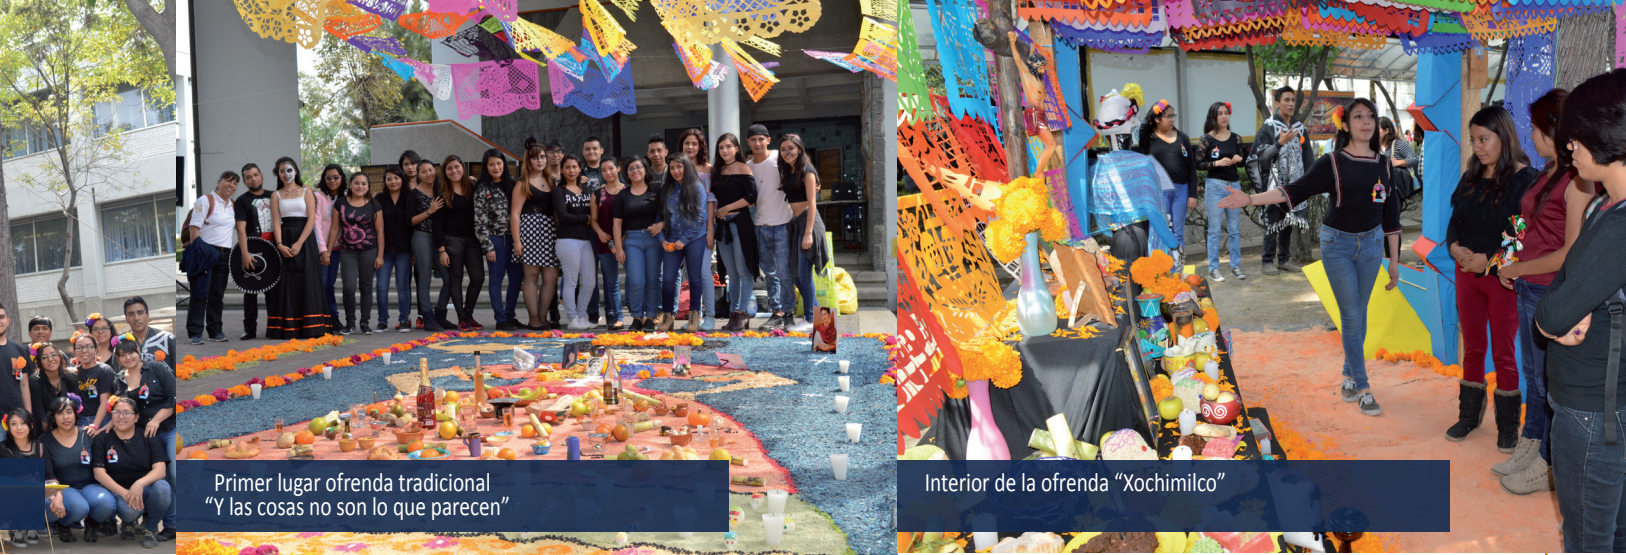 Primer lugar ofrenda tradicional
“Y las cosas no son lo que parecen”
Interior de la ofrenda “Xochimilco”